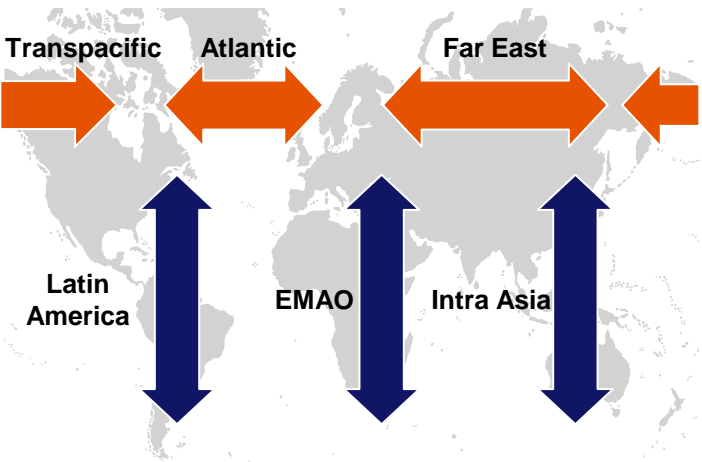 Transpacific
Atlantic
Far East
Latin
America
EMAO
Intra Asia